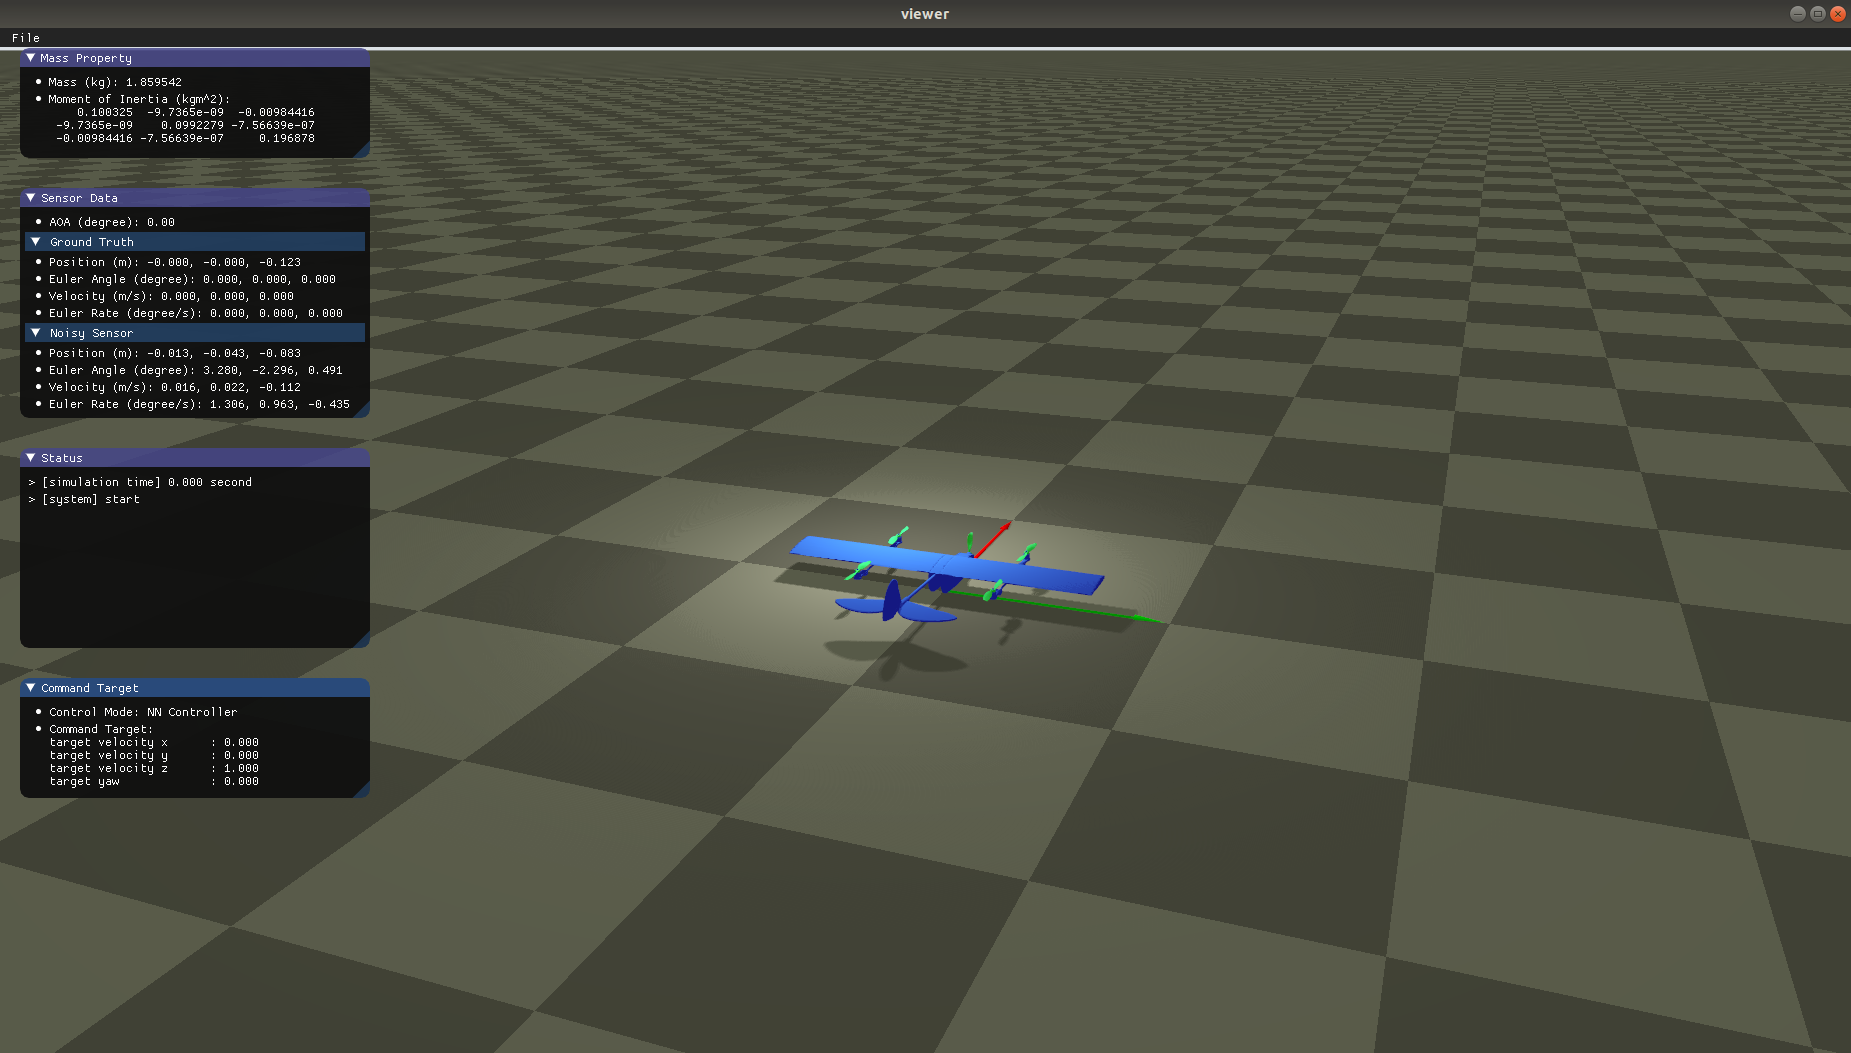 viewer
File
Mass Property
Mass (kg): 1.859542
Moment of Inertia (kgm^2):
0.100325 -9.7365e-09 -0.00984416
-9.7365e-09 0.0992279 -7.56639e-07
-0.00984416 -7.56639e-07 0.196878
Sensor Data
AOA (degree): 0.00
Ground Truth
Position (m): -0.000, -0.000, -0.123
Euler Angle (degree): 0.000, 0.000, 0.000
Velocity (m/s): 0.000, 0.000, 0.000
Euler Rate (degree/s): 0.000, 0.000, 0.000
Noisy Sensor
Position (m): -0.013, -0.043, -0.083
Euler Angle (degree): 3.280, -2.296, 0.491
Velocity (m/s): 0.016, 0.022, -0.112
Euler Rate (degree/s): 1.306, 0.963, -0.435
Status
> [simulation time] 0.000 second
> [system] start
Command Target
Control Mode: NN Controller
Command Target:
target velocity x : 0.000
target velocity y : 0.000
target velocity z : 1.000
target yaw : 0.000